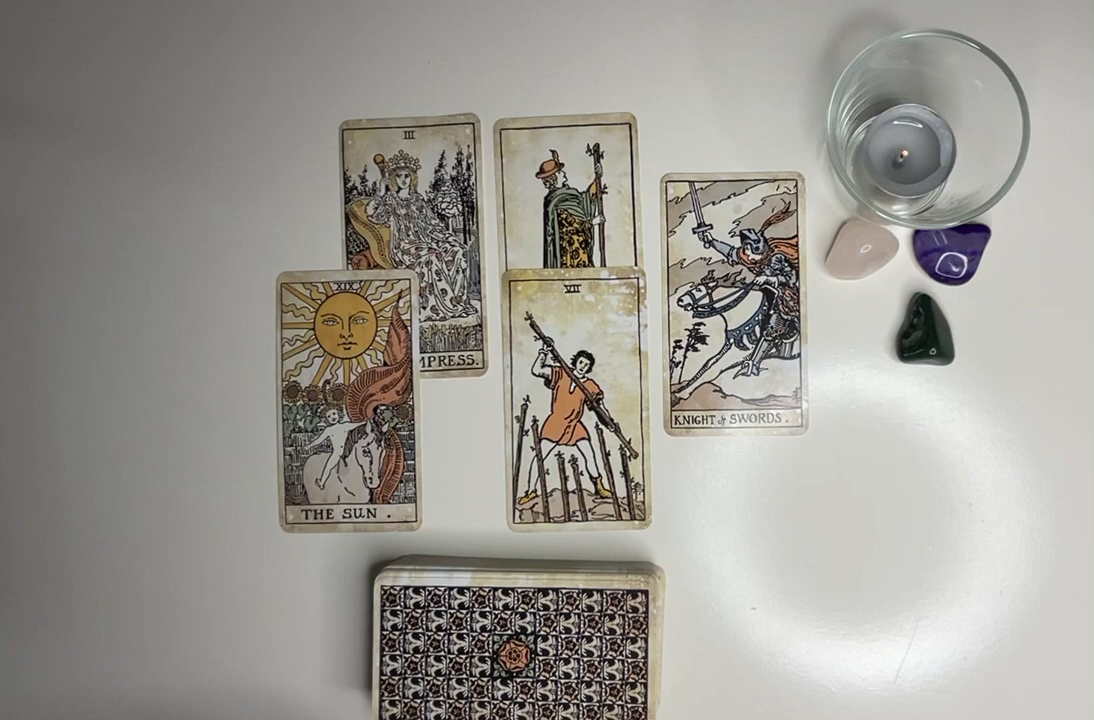 III
MPRESS.
XIX
THE SUN .
VII
KNIGHT of SWORDS .